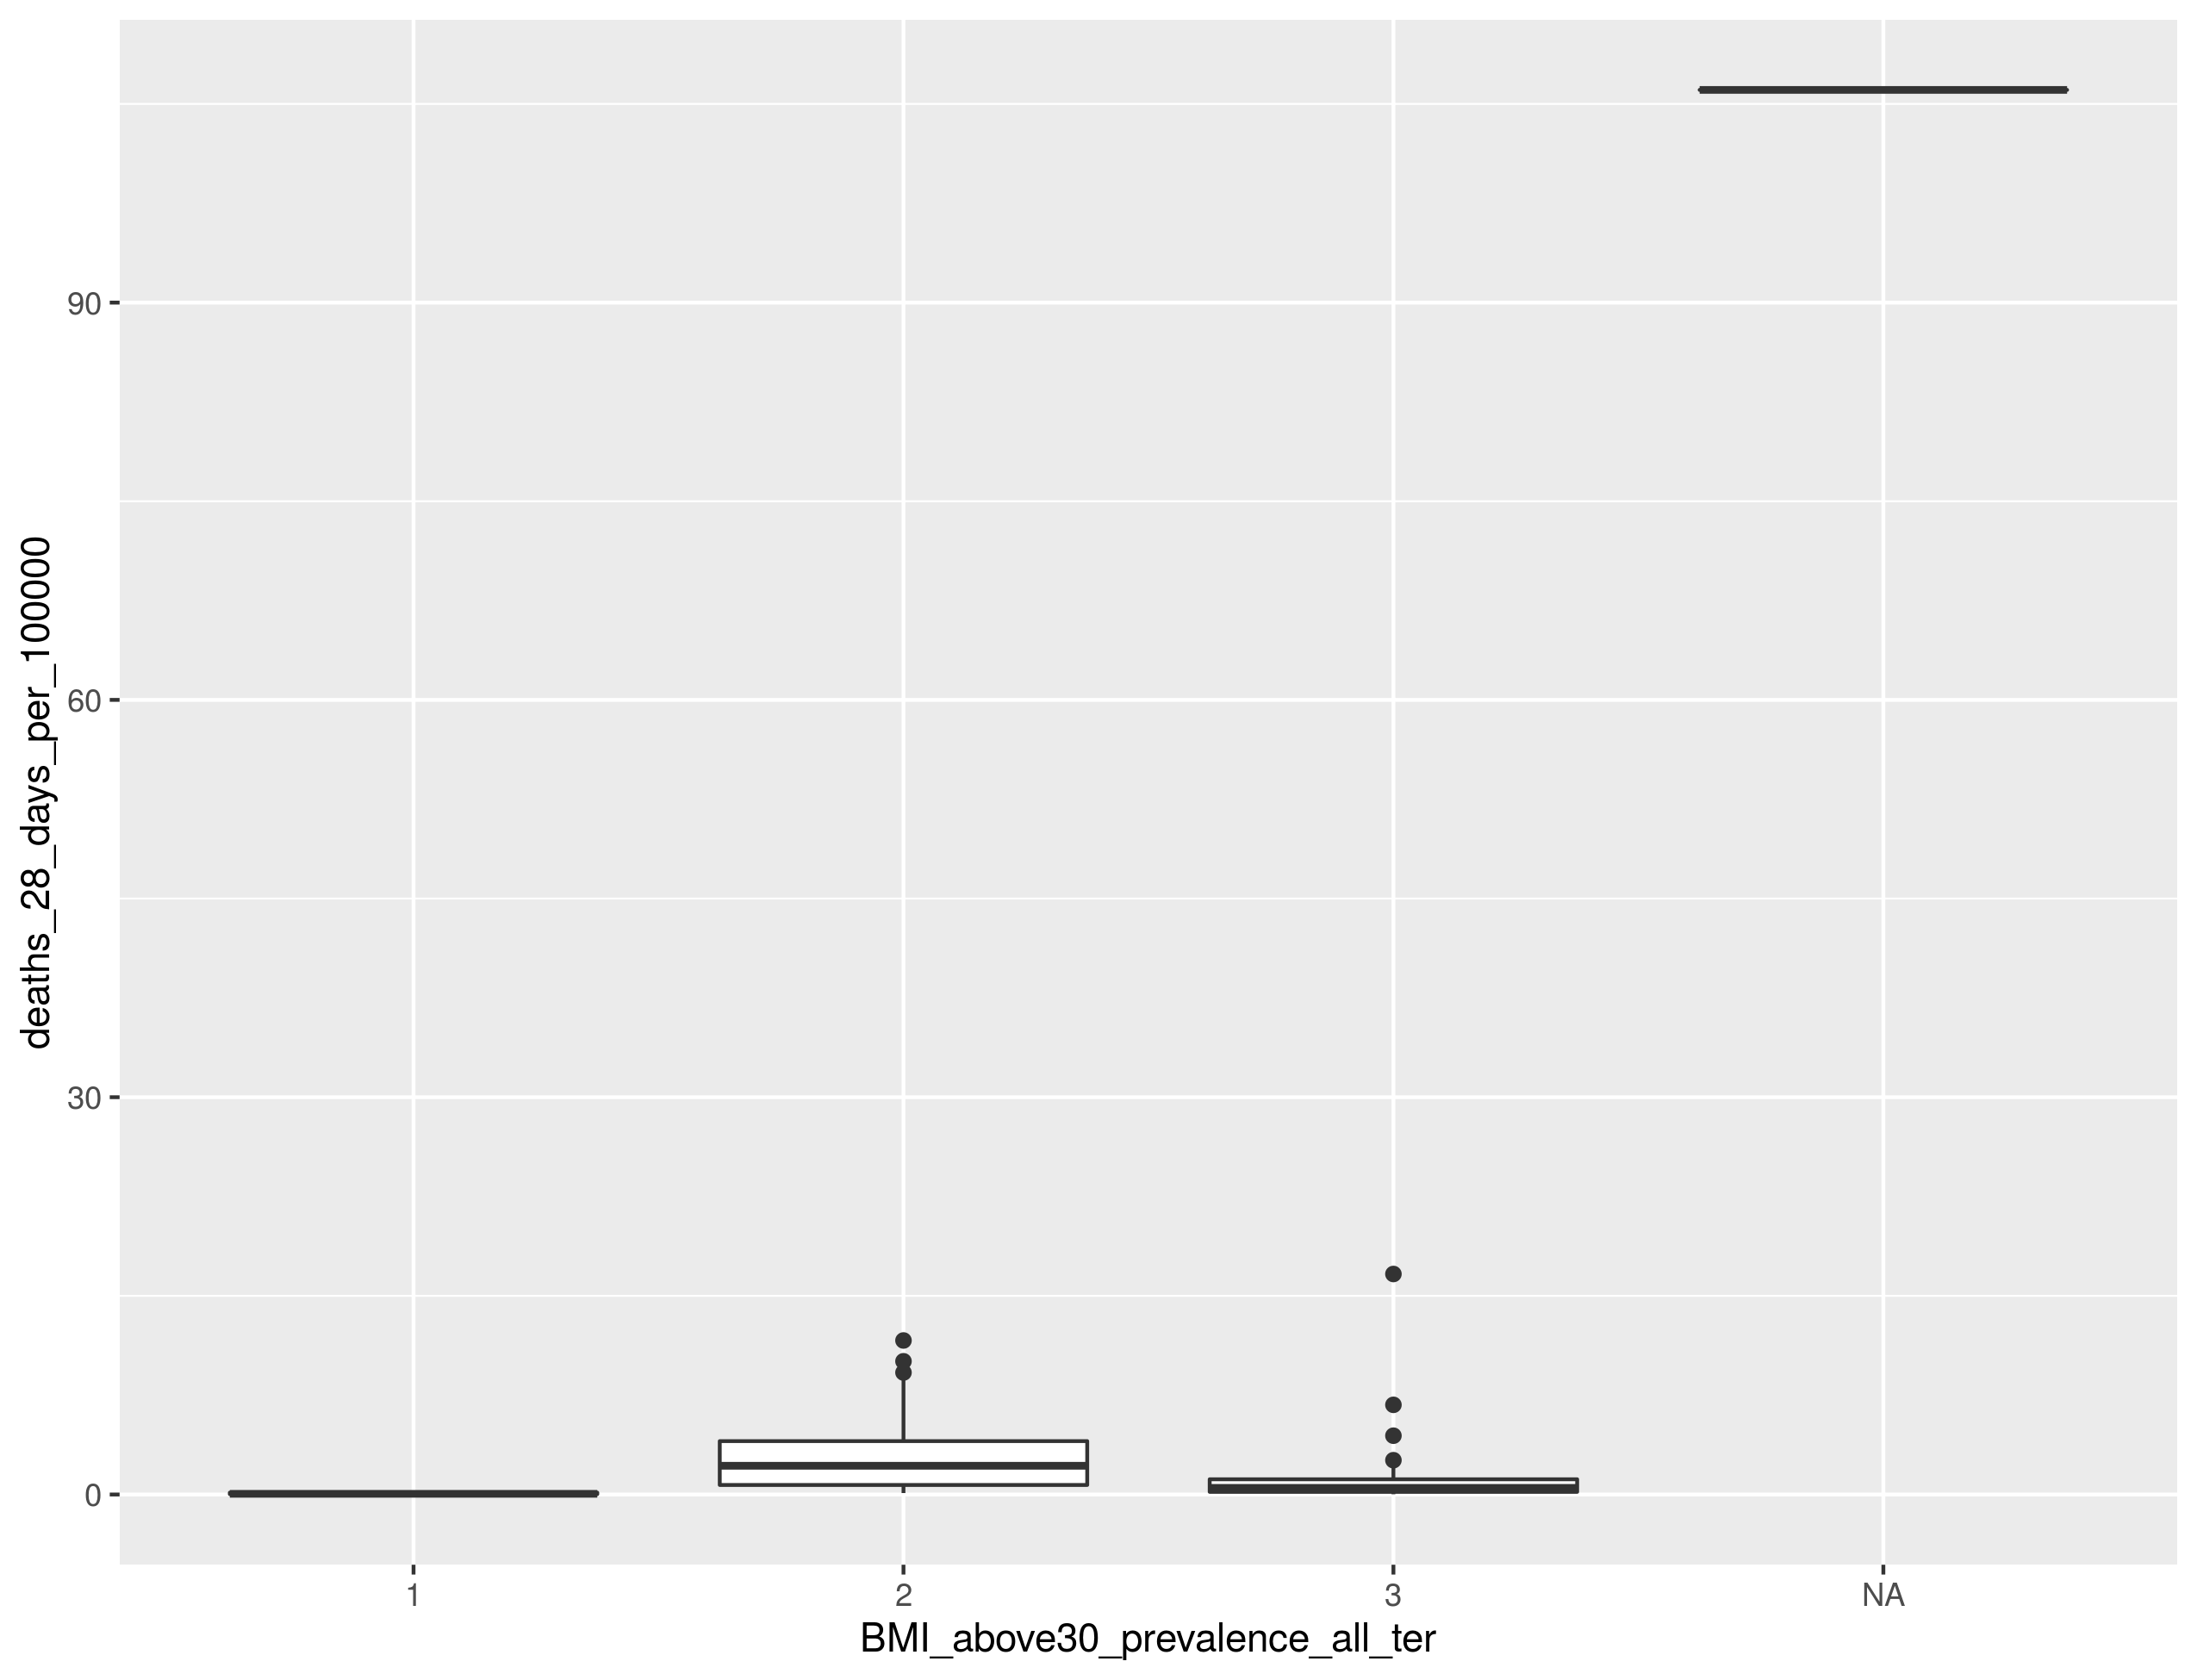 deaths_28_days_per_100000
90
60
30
0
1 2 3 NA
BMI_above30_prevalence_all_ter